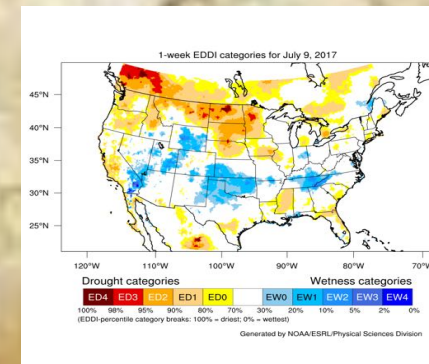 1-week EDDI categories for July 9, 2017
45°N
40°N
35°N
30°N
25°N
120°W 110°W 100°W 90°W 80°W 70°W
Drought categories Wetness categories
ED4 ED3 ED2 ED1 ED0 EW0 EW1 EW2 EW3 EW4
100% 98% 95% 90% 80% 70% 30% 20% 10% 5% 2% 0%
(EDDI-percentile category breaks: 100% = driest; 0% = wettest)
Generated by NOAA/ESRL/Physical Sciences Division